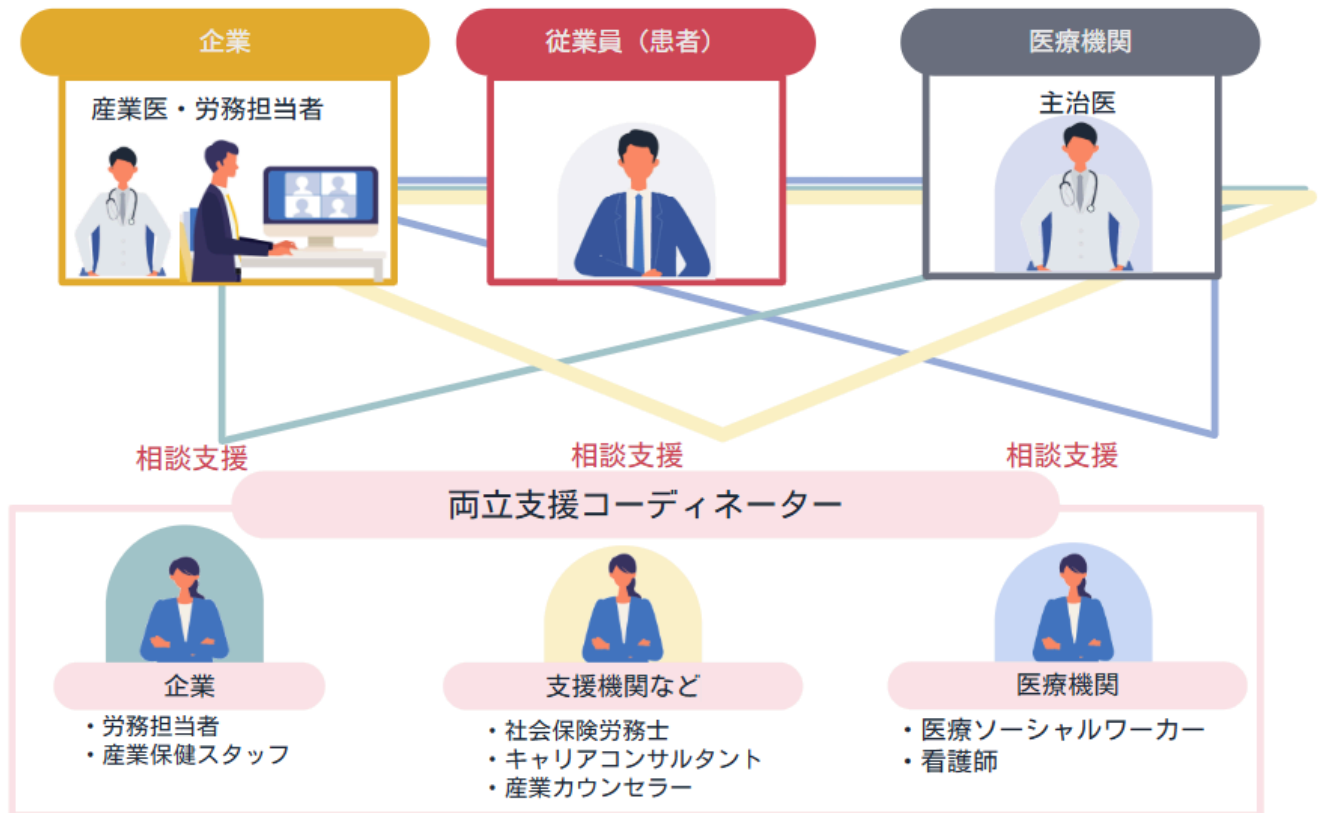 企業
従業員（患者）
医療機関
産業医・労務担当者
主治医
相談支援
相談支援
相談支援
両立支援コーディネーター
企業
・労務担当者
・産業保健スタッフ
支援機関など
・社会保険労務士
・キャリアコンサルタント
・産業カウンセラー
医療機関
・医療ソーシャルワーカー
・看護師